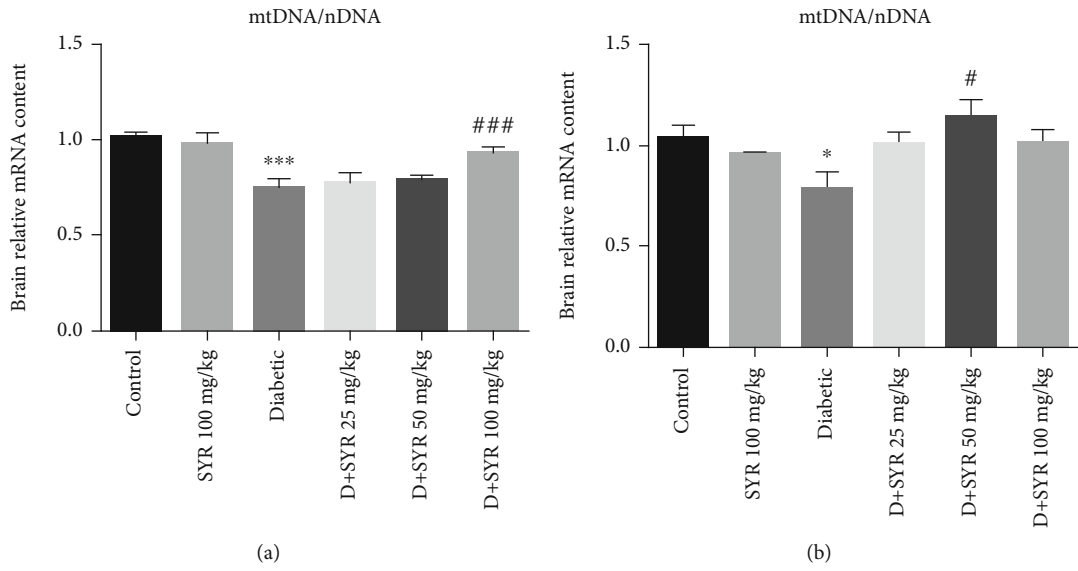 mtDNA/nDNA
Brain relative mRNA content
1.5
1.0
0.5
0.0
***
###
Control
SYR 100 mg/kg
Diabetic
D+SYR 25 mg/kg
D+SYR 50 mg/kg
D+SYR 100 mg/kg
(a)
mtDNA/nDNA
Brain relative mRNA content
1.5
1.0
0.5
0.0
*
#
Control
SYR 100 mg/kg
Diabetic
D+SYR 25 mg/kg
D+SYR 50 mg/kg
D+SYR 100 mg/kg
(b)